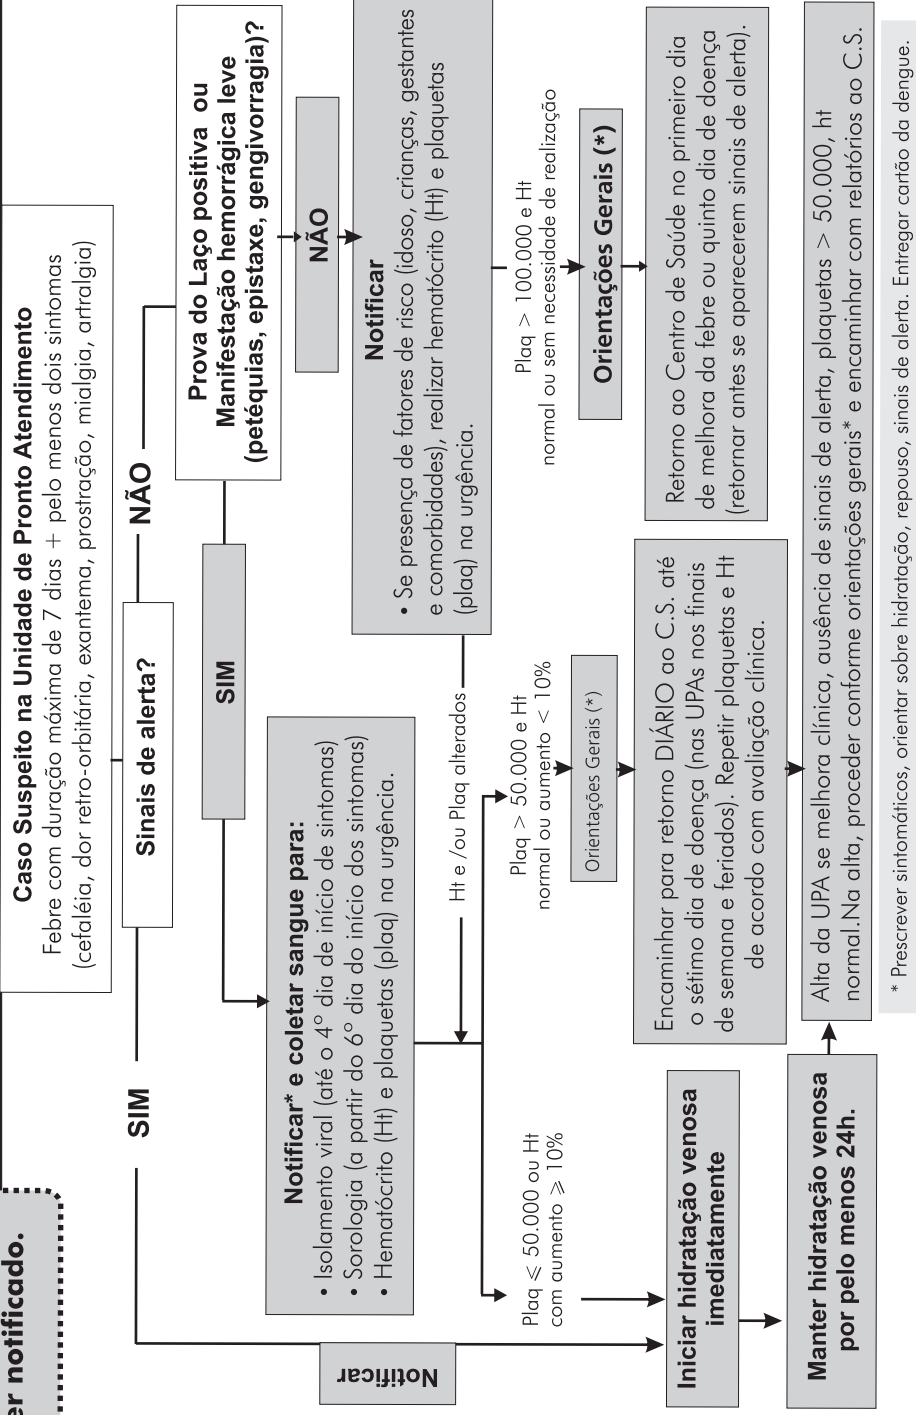 er notificado.
Caso Suspeito na Unidade de Pronto Atendimento
Febre com duração máxima de 7 dias + pelo menos dois sintomas
(cefaléia, dor retro-orbitária, exantema, prostração, mialgia, artralgia)
SIM
Sinais de alerta?
NÃO
Prova do Laço positiva ou
Manifestação hemorrágica leve
(petéquias, epistaxe, gengivorragia)?
SIM
NÃO
Notificar* e coletar sangue para:
• Isolamento viral (até o 4º dia de início de sintomas)
• Sorologia (a partir do 6º dia do início dos sintomas)
• Hematócrito (Ht) e plaquetas (plaq) na urgência.
Notificar
• Se presença de fatores de risco (idoso, crianças, gestantes
e comorbidades), realizar hematócrito (Ht) e plaquetas
(plaq) na urgência.
Notificar
Ht e /ou Plaq alterados
Plaq ⩽ 50.000 ou Ht
com aumento ⩾ 10%
Plaq > 50.000 e Ht
normal ou aumento < 10%
Plaq > 100.000 e Ht
normal ou sem necessidade de realização
Orientações Gerais (*)
Orientações Gerais (*)
Iniciar hidratação venosa
imediatamente
Encaminhar para retorno DIÁRIO ao C.S. até
o sétimo dia de doença (nas UPAs nos finais
de semana e feriados). Repetir plaquetas e Ht
de acordo com avaliação clínica.
Retorno ao Centro de Saúde no primeiro dia
de melhora da febre ou quinto dia de doença
(retornar antes se aparecerem sinais de alerta).
Manter hidratação venosa
por pelo menos 24h.
Alta da UPA se melhora clínica, ausência de sinais de alerta, plaquetas > 50.000, ht
normal.Na alta, proceder conforme orientações gerais* e encaminhar com relatórios ao C.S.
* Prescrever sintomáticos, orientar sobre hidratação, repouso, sinais de alerta. Entregar cartão da dengue.